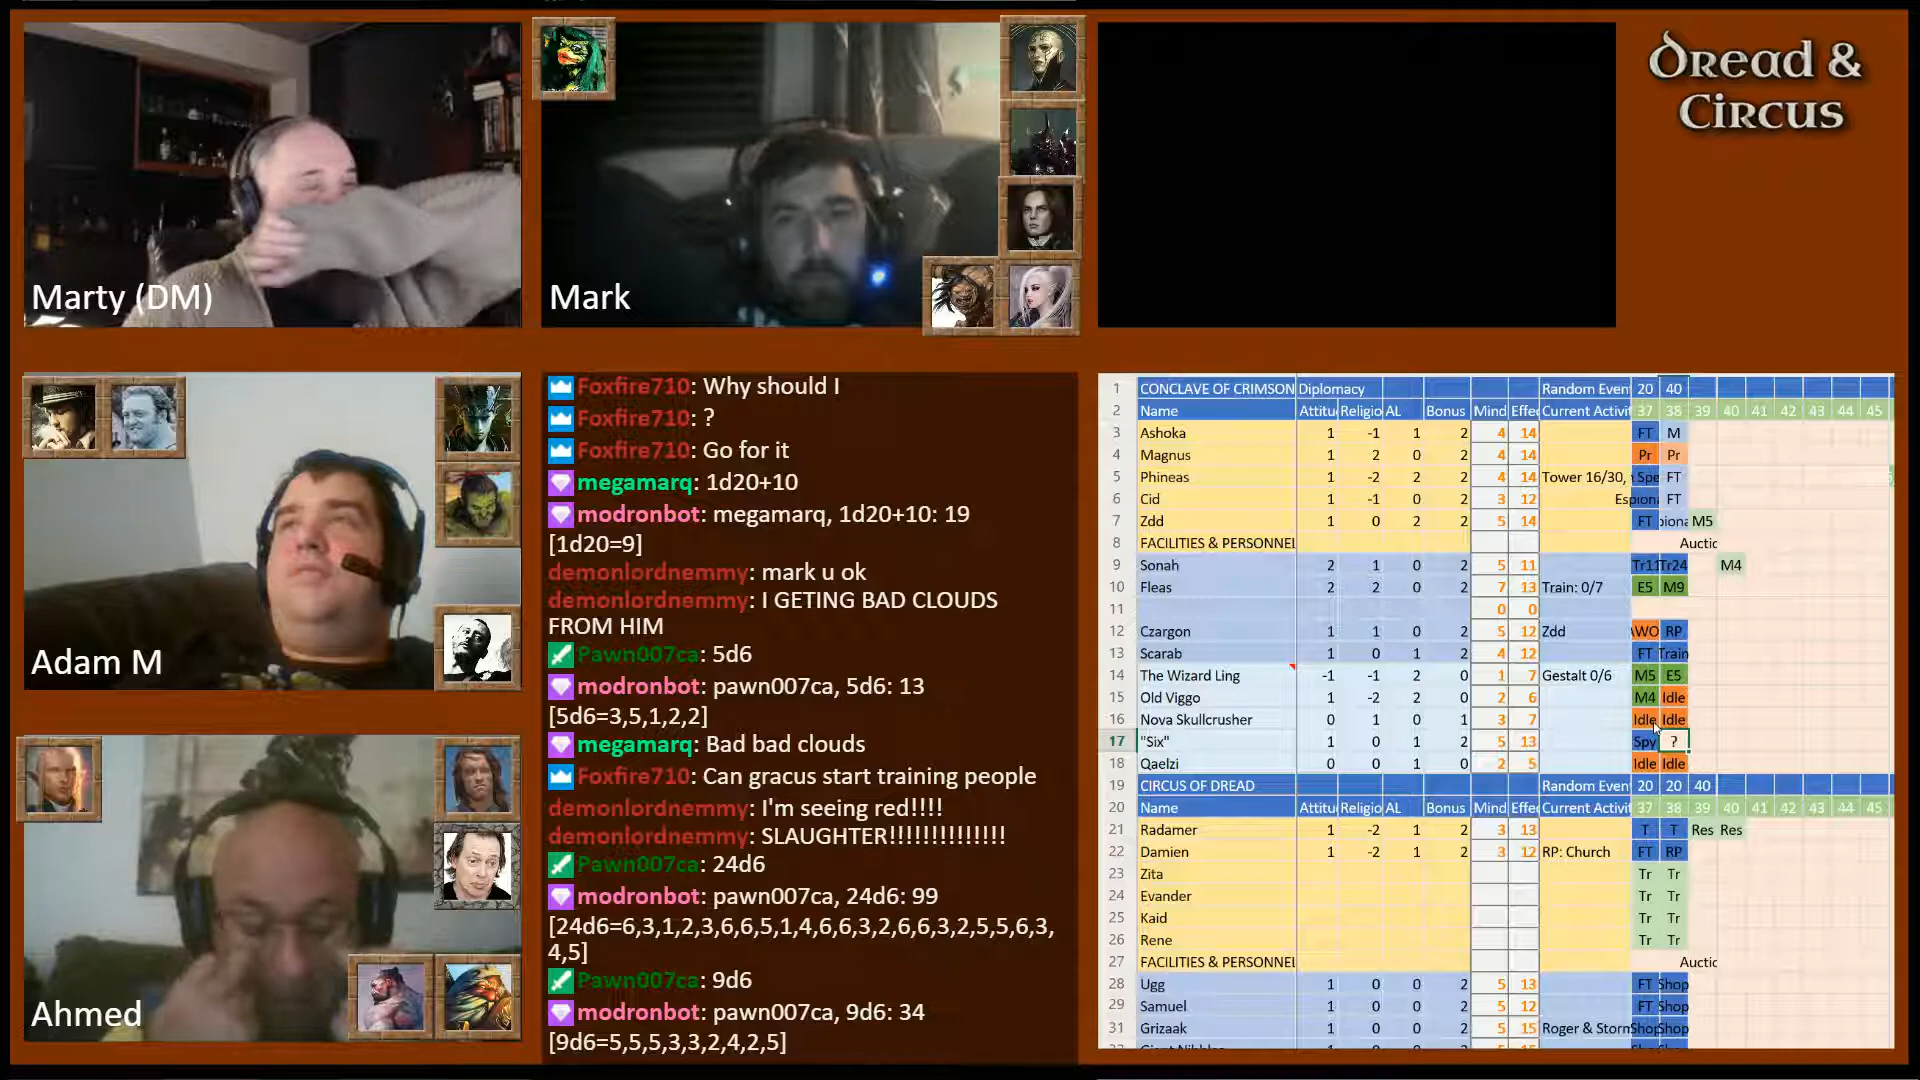 Dread &
Circus
Marty (DM)
Mark
Adam M
Ahmed
Foxfire710: Why should I
Foxfire710: ?
Foxfire710: Go for it
megamarq: 1d20+10
modronbot: megamarq, 1d20+10: 19
[1d20=9]
demonlordnemmy: mark u ok
demonlordnemmy: I GETING BAD CLOUDS
FROM HIM
Pawn007ca: 5d6
modronbot: pawn007ca, 5d6: 13
[5d6=3,5,1,2,2]
megamarq: Bad bad clouds
Foxfire710: Can gracus start training people
demonlordnemmy: I'm seeing red!!!!
demonlordnemmy: SLAUGHTER!!!!!!!!!!!!!!
Pawn007ca: 24d6
modronbot: pawn007ca, 24d6: 99
[24d6=6,3,1,2,3,6,6,5,1,4,6,6,3,2,6,6,3,2,5,5,6,3,
4,5]
Pawn007ca: 9d6
modronbot: pawn007ca, 9d6: 34
[9d6=5,5,5,3,3,2,4,2,5]
1 CONCLAVE OF CRIMSON Diplomacy Random Even 20 40
2 Name Attitu Religio AL Bonus Mind Effec Current Activi 37 38 39 40 41 42 43 44 45
3 Ashoka 1 -1 1 2 4 14 FT M
4 Magnus 1 2 0 2 4 14 Pr Pr
5 Phineas 1 -2 2 2 4 14 Tower 16/30, Spe FT
6 Cid 1 -1 0 2 3 12 Espiona FT
7 Zdd 1 0 2 2 5 14 FT piona M5
8 FACILITIES & PERSONNEL Auctic
9 Sonah 2 1 0 2 5 11 Tr11 Tr24 M4
10 Fleas 2 2 0 2 7 13 Train: 0/7 E5 M9
11 0 0
12 Czargon 1 1 0 2 5 12 Zdd AWO RP
13 Scarab 1 0 1 2 4 12 FT Train
14 The Wizard Ling -1 -1 2 0 1 7 Gestalt 0/6 M5 E5
15 Old Viggo 1 -2 2 0 2 6 M4 Idle
16 Nova Skullcrusher 0 1 0 1 3 7 Idle Idle
17 "Six" 1 0 1 2 5 13 Spy ?
18 Qaelzi 0 0 1 0 2 5 Idle Idle
19 CIRCUS OF DREAD Random Even 20 20 40
20 Name Attitu Religio AL Bonus Mind Effec Current Activi 37 38 39 40 41 42 43 44 45
21 Radamer 1 -2 1 2 3 13 T T Res Res
22 Damien 1 -2 1 2 3 12 RP: Church FT RP
23 Zita Tr Tr
24 Evander Tr Tr
25 Kaid Tr Tr
26 Rene Tr Tr
27 FACILITIES & PERSONNEL Auctic
28 Ugg 1 0 0 2 5 13 FT Shop
29 Samuel 1 0 0 2 5 12 FT Shop
31 Grizaak 1 0 0 2 5 15 Roger & Storn Shop Shop